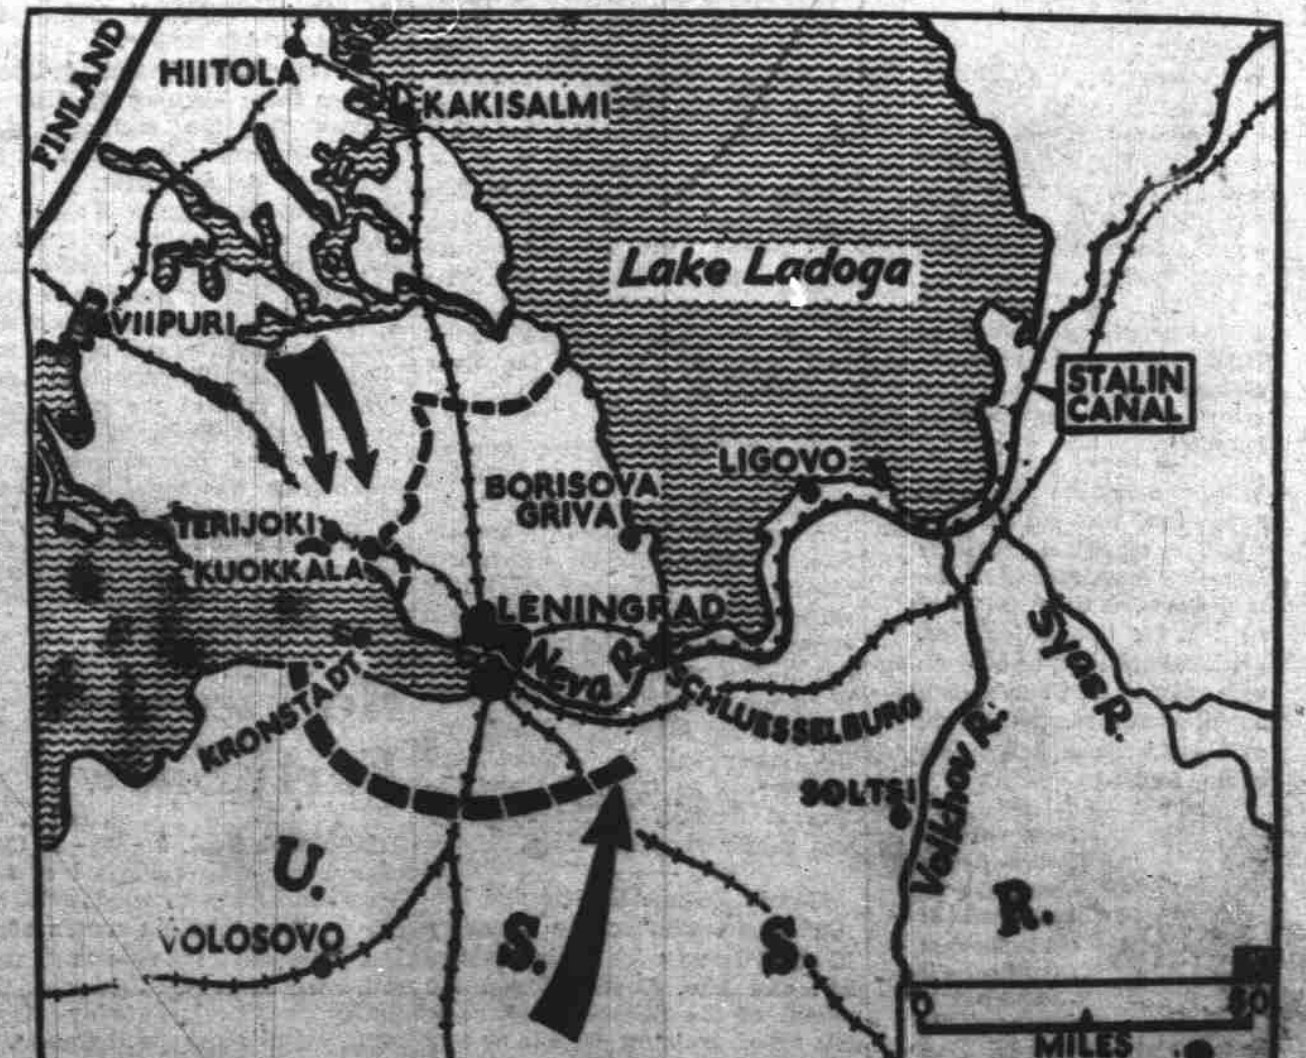 FINLAND
HIITOLA
KAKISALMI
Lake Ladoga
VIIPURI
STALIN
CANAL
LIGOVO
BORISOVA
GRIVA
TERIJOKI
KUOKKALA
LENINGRAD
Neva R.
SCHLUESSELBURG
Syas R.
KRONSTADT
SOLTSI
Volkhov R.
U.
S.
S.
R.
VOLOSOVO
0
50
MILES